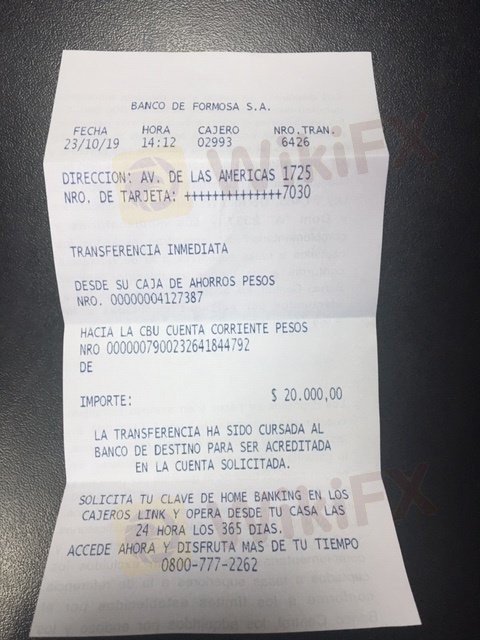 BANCO DE FORMOSA S.A.
FECHA HORA CAJERO NRO.TRAN.
23/10/19 14:12 02993 6426
DIRECCION: AV. DE LAS AMERICAS 1725
NRO. DE TARJETA: +++++++++++++++7030
TRANSFERENCIA INMEDIATA
DESDE SU CAJA DE AHORROS PESOS
NRO. 00000004127387
HACIA LA CBU CUENTA CORRIENTE PESOS
NRO 0000007900232641844792
DE
IMPORTE: $ 20.000,00
LA TRANSFERENCIA HA SIDO CURSADA AL
BANCO DE DESTINO PARA SER ACREDITADA
EN LA CUENTA SOLICITADA.
SOLICITA TU CLAVE DE HOME BANKING EN LOS
CAJEROS LINK Y OPERA DESDE TU CASA LAS
24 HORA LOS 365 DIAS.
ACCEDE AHORA Y DISFRUTA MAS DE TU TIEMPO
0800-777-2262
WikiFX
WikiFX